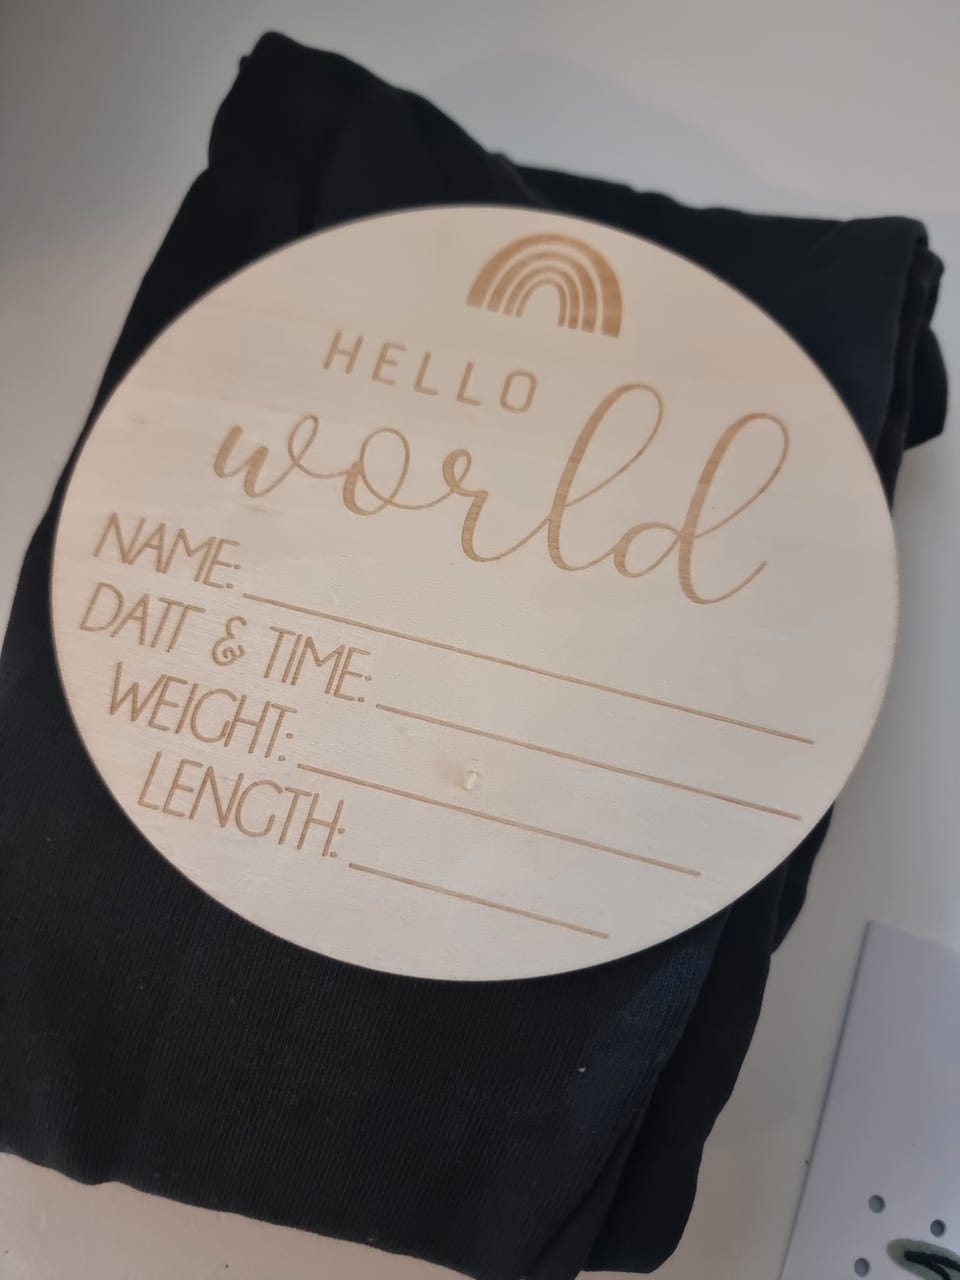 HELLO
world
NAME:
DATT & TIME:
WEIGHT:
LENGTH: